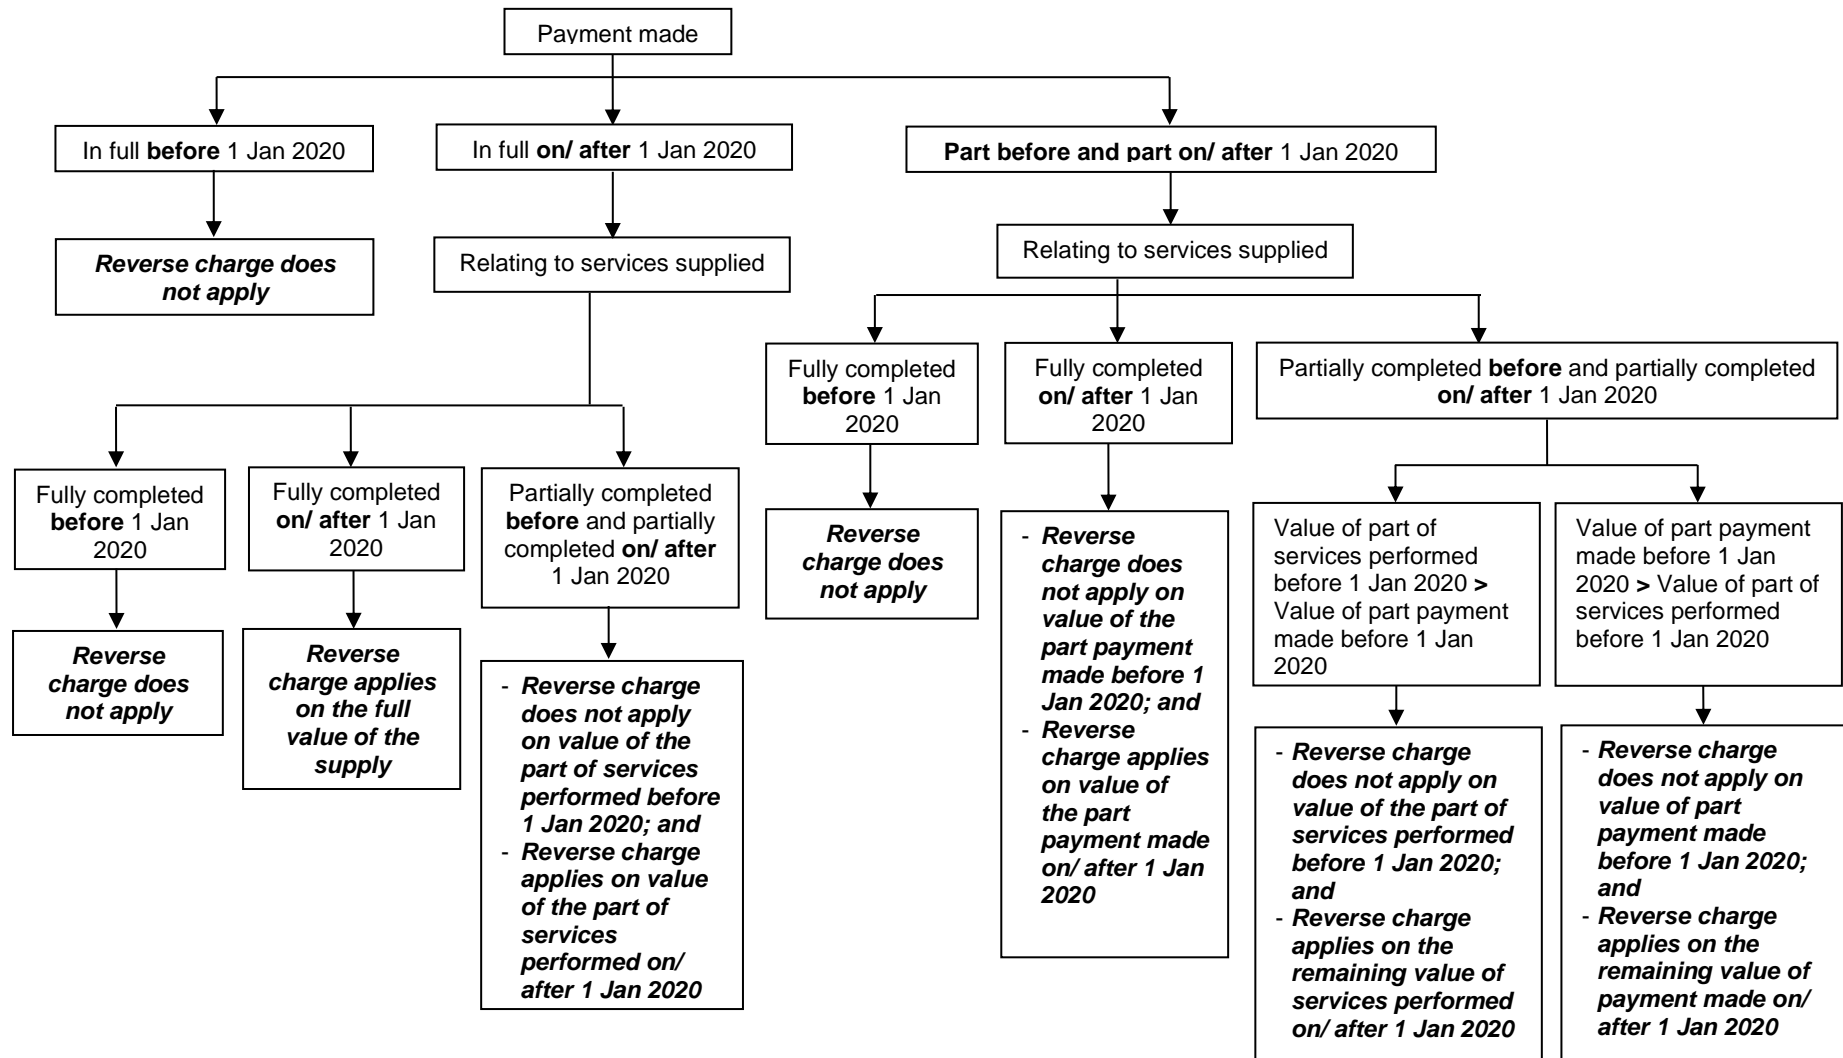 Payment made
In full before 1 Jan 2020
In full on/ after 1 Jan 2020
Part before and part on/ after 1 Jan 2020
Reverse charge does
not apply
Relating to services supplied
Relating to services supplied
Fully completed
before 1 Jan
2020
Fully completed
on/ after 1 Jan
2020
Partially completed before and partially completed
on/ after 1 Jan 2020
Fully completed
before 1 Jan
2020
Fully completed
on/ after 1 Jan
2020
Partially completed
before and partially
completed on/ after
1 Jan 2020
Reverse
charge does
not apply
- Reverse
charge does
not apply on
value of the
part payment
made before 1
Jan 2020; and
- Reverse
charge applies
on value of
the part
payment made
on/ after 1 Jan
2020
Value of part of
services performed
before 1 Jan 2020 >
Value of part payment
made before 1 Jan
2020
Value of part payment
made before 1 Jan
2020 > Value of part of
services performed
before 1 Jan 2020
Reverse
charge does
not apply
Reverse
charge applies
on the full
value of the
supply
- Reverse charge
does not apply
on value of the
part of services
performed before
1 Jan 2020; and
- Reverse charge
applies on value
of the part of
services
performed on/
after 1 Jan 2020
- Reverse charge
does not apply on
value of the part of
services performed
before 1 Jan 2020;
and
- Reverse charge
applies on the
remaining value of
services performed
on/ after 1 Jan 2020
- Reverse charge
does not apply on
value of part
payment made
before 1 Jan 2020;
and
- Reverse charge
applies on the
remaining value of
payment made on/
after 1 Jan 2020